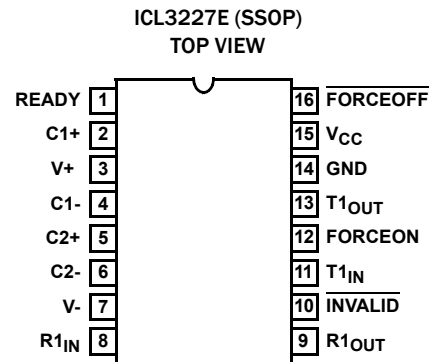 ICL3227E (SSOP)
TOP VIEW
READY 1 16 FORCEOFF
C1+ 2 15 VCC
V+ 3 14 GND
C1- 4 13 T1OUT
C2+ 5 12 FORCEON
C2- 6 11 T1IN
V- 7 10 INVALID
R1IN 8 9 R1OUT